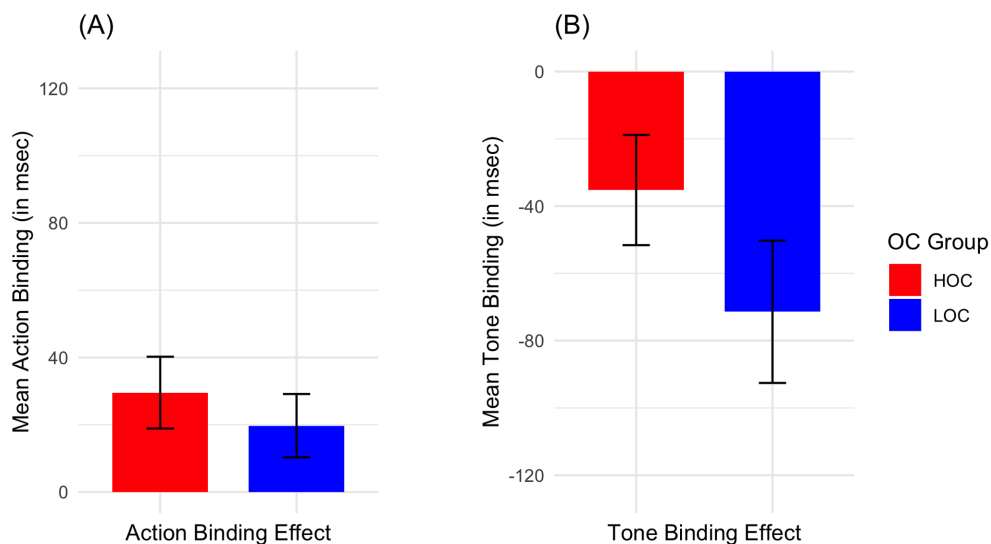 (A)
Mean Action Binding (in msec)
120
80
40
0
Action Binding Effect
(B)
Mean Tone Binding (in msec)
0
-40
-80
-120
Tone Binding Effect
OC Group
HOC
LOC